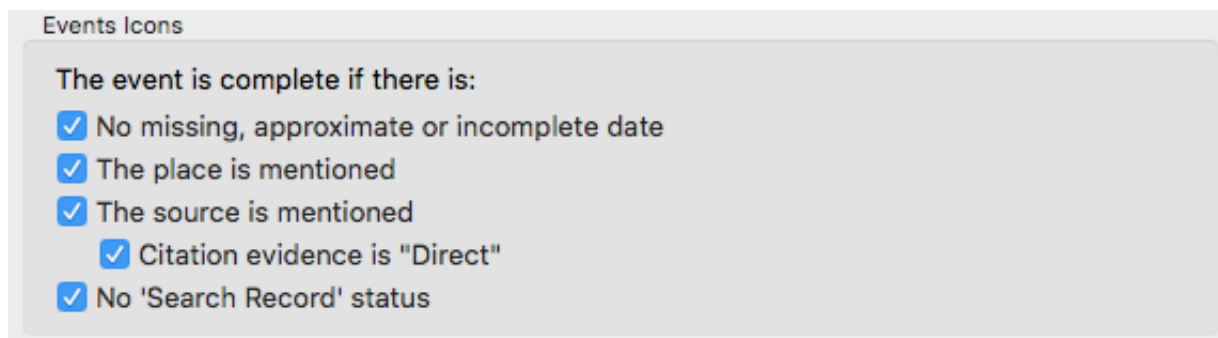 Events Icons
The event is complete if there is:
No missing, approximate or incomplete date
The place is mentioned
The source is mentioned
Citation evidence is "Direct"
No 'Search Record' status